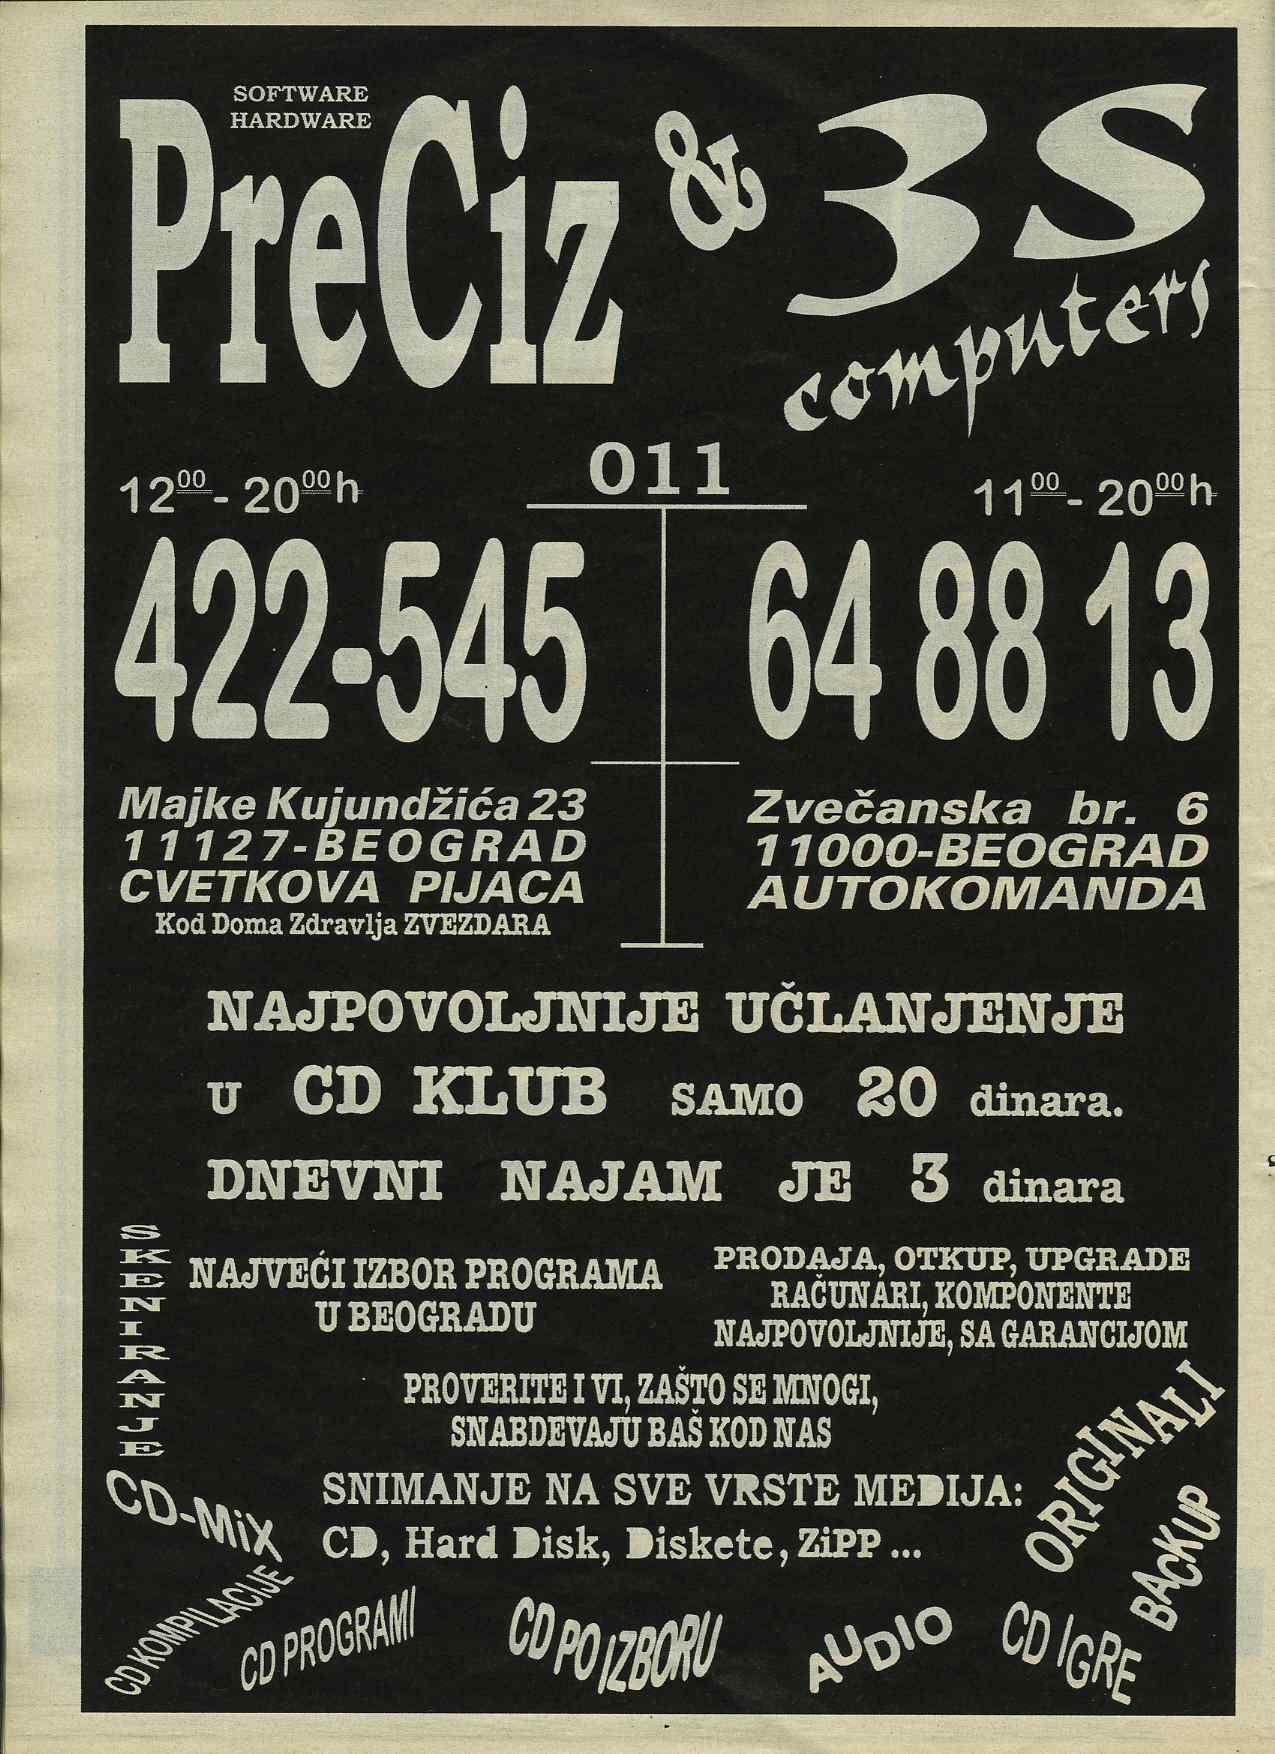 SOFTWARE
HARDWARE
PreCiz & 3S
computers
011
12⁰⁰ - 20⁰⁰h
422-545
Majke Kujundžića 23
11127-BEOGRAD
CVETKOVA PIJACA
Kod Doma Zdravlja ZVEZDARA
11⁰⁰ - 20⁰⁰h
64 88 13
Zvečanska br. 6
11000-BEOGRAD
AUTOKOMANDA
NAJPOVOLJNIJE UČLANJENJE
U CD KLUB SAMO 20 dinara.
DNEVNI NAJAM JE 3 dinara
SKENIRANJE
NAJVEĆI IZBOR PROGRAMA
U BEOGRADU
PRODAJA, OTKUP, UPGRADE
RAČUNARI, KOMPONENTE
NAJPOVOLJNIJE, SA GARANCIJOM
PROVERITE I VI, ZAŠTO SE MNOGI,
SNABDEVAJU BAŠ KOD NAS
SNIMANJE NA SVE VRSTE MEDIJA:
CD, Hard Disk, Diskete, ZiPP ...
ORIGINALI
BACKUP
CD-MiX
CD KOMPILACIJE
CD PROGRAMI
CD PO IZBORU
AUDIO
CD IGRE